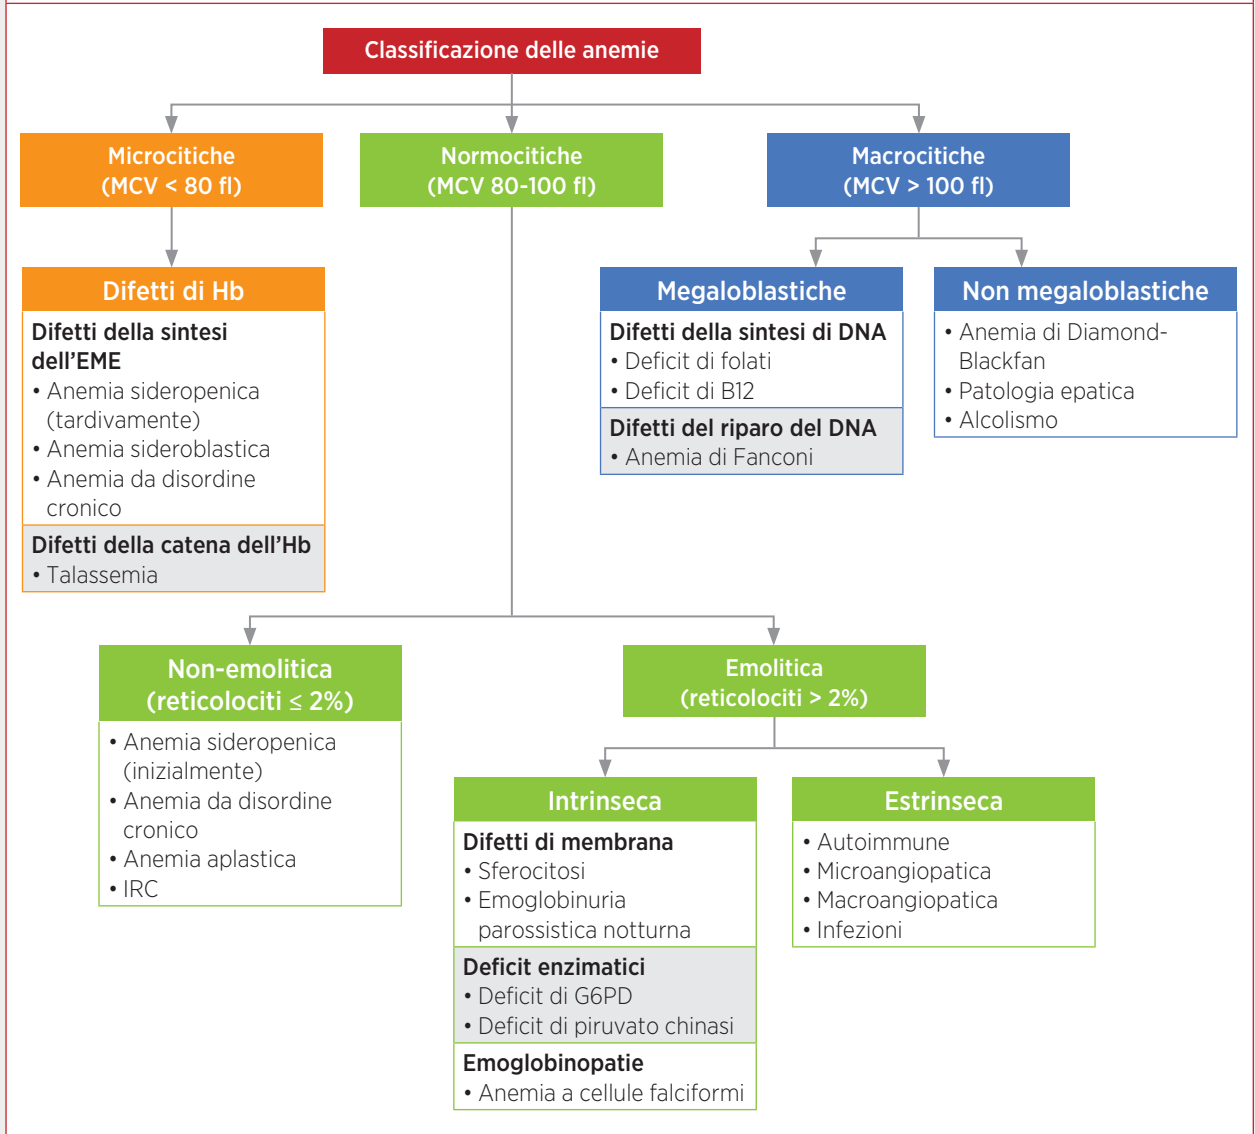 Classificazione delle anemie
Microcitiche
(MCV < 80 fl)
Normocitiche
(MCV 80-100 fl)
Macrocitiche
(MCV > 100 fl)
Difetti di Hb
Difetti della sintesi
dell’EME
• Anemia sideropenica
(tardivamente)
• Anemia sideroblastica
• Anemia da disordine
cronico
Difetti della catena dell’Hb
• Talassemia
Megaloblastiche
Difetti della sintesi di DNA
• Deficit di folati
• Deficit di B12
Difetti del riparo del DNA
• Anemia di Fanconi
Non megaloblastiche
• Anemia di Diamond-
Blackfan
• Patologia epatica
• Alcolismo
Non-emolitica
(reticolociti ≤ 2%)
• Anemia sideropenica
(inizialmente)
• Anemia da disordine
cronico
• Anemia aplastica
• IRC
Emolitica
(reticolociti > 2%)
Intrinseca
Difetti di membrana
• Sferocitosi
• Emoglobinuria
parossistica notturna
Deficit enzimatici
• Deficit di G6PD
• Deficit di piruvato chinasi
Emoglobinopatie
• Anemia a cellule falciformi
Estrinseca
• Autoimmune
• Microangiopatica
• Macroangiopatica
• Infezioni